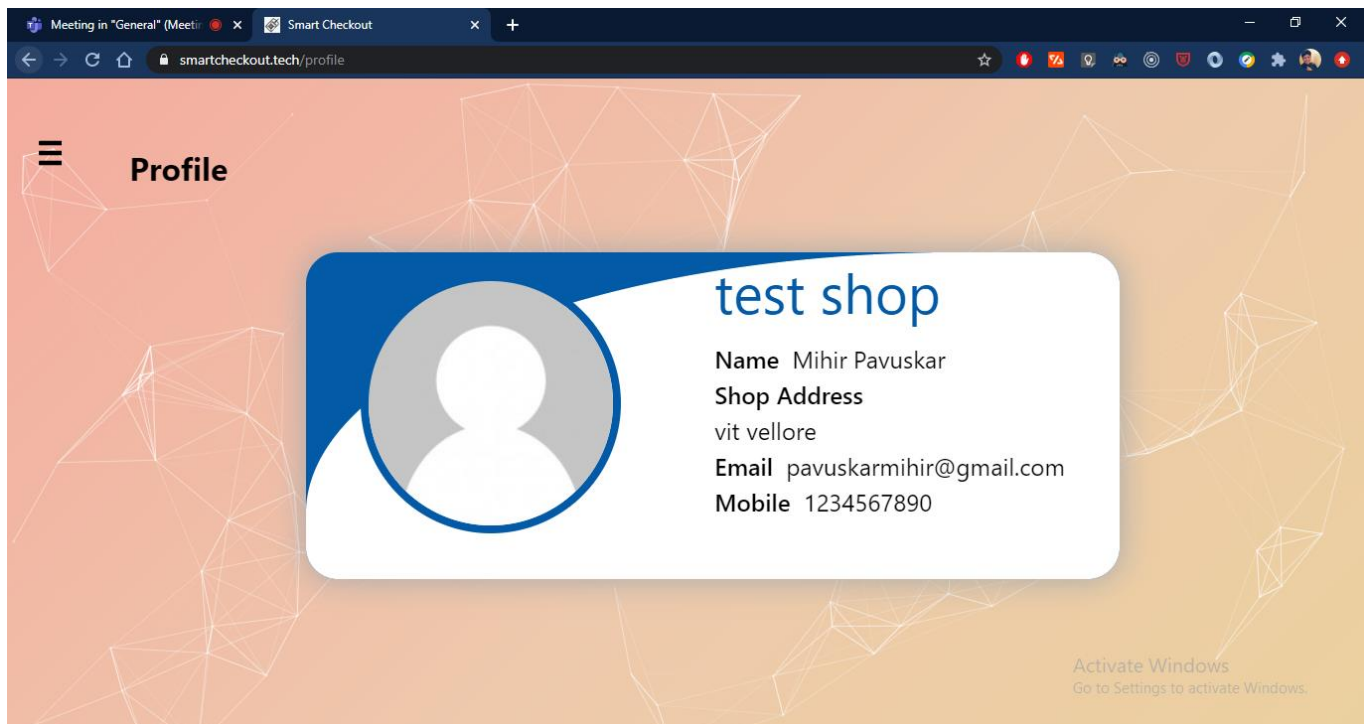 Meeting in "General" (Meetin
Smart Checkout
smartcheckout.tech/profile
Profile
test shop
Name Mihir Pavuskar
Shop Address
vit vellore
Email pavuskarmihir@gmail.com
Mobile 1234567890
Activate Windows
Go to Settings to activate Windows.